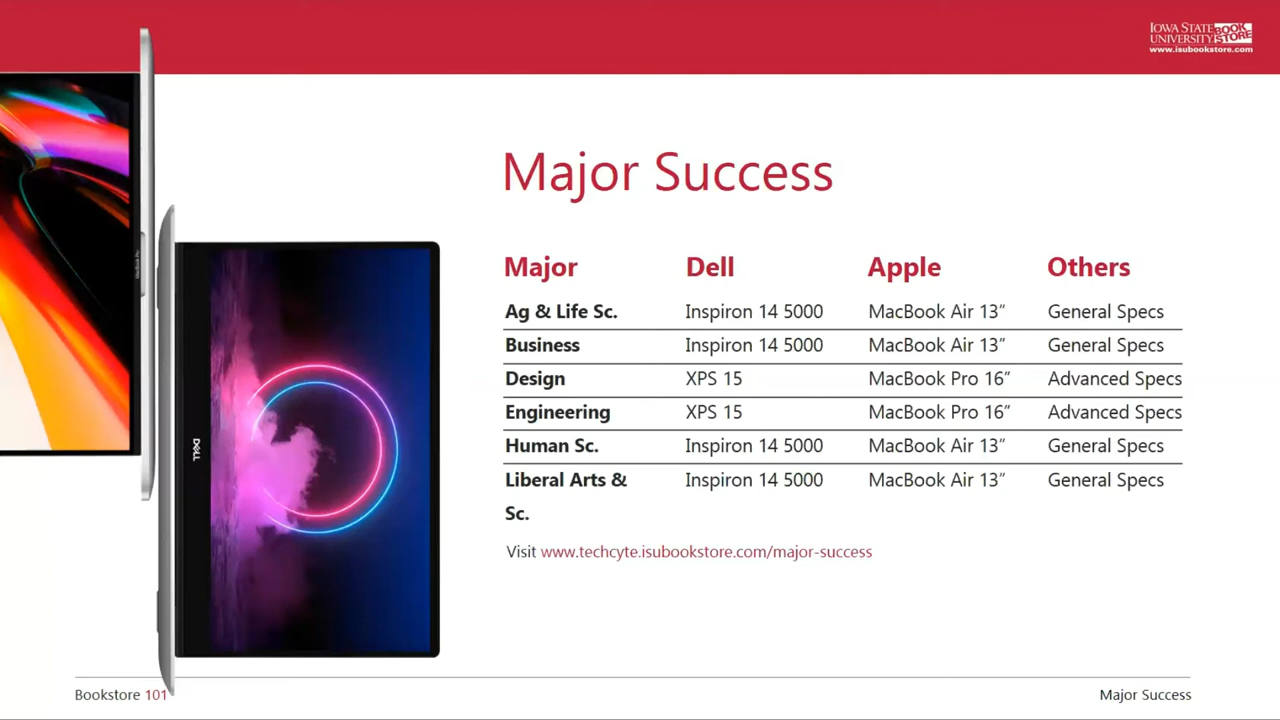 IOWA STATE
UNIVERSITY
BOOK
STORE
www.isubookstore.com
Major Success
Major Dell Apple Others
Ag & Life Sc. Inspiron 14 5000 MacBook Air 13” General Specs
Business Inspiron 14 5000 MacBook Air 13” General Specs
Design XPS 15 MacBook Pro 16” Advanced Specs
Engineering XPS 15 MacBook Pro 16” Advanced Specs
Human Sc. Inspiron 14 5000 MacBook Air 13” General Specs
Liberal Arts & Inspiron 14 5000 MacBook Air 13” General Specs
Sc.
Visit www.techcyte.isubookstore.com/major-success
MacBook Pro
DELL
Bookstore 101
Major Success